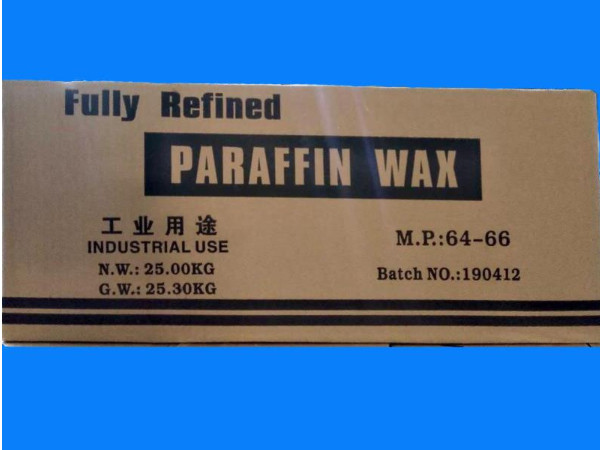 Fully Refined
PARAFFIN WAX
工业用途
INDUSTRIAL USE
N.W.: 25.00KG
G.W.: 25.30KG
M.P.:64-66
Batch NO.:190412